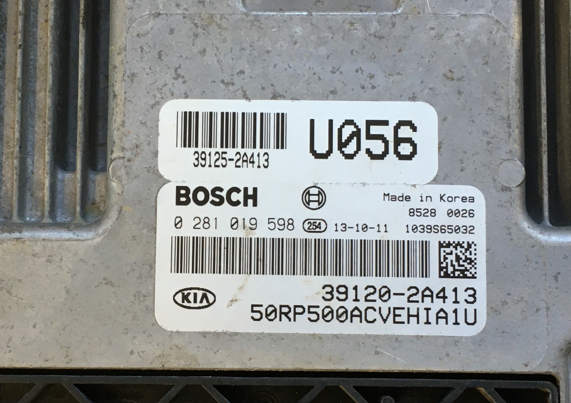 39125-2A413
U056
BOSCH
Made in Korea
8528 0026
0 281 019 598 254 13-10-11 1039S65032
KIA
39120-2A413
50RP500ACVEHIA1U